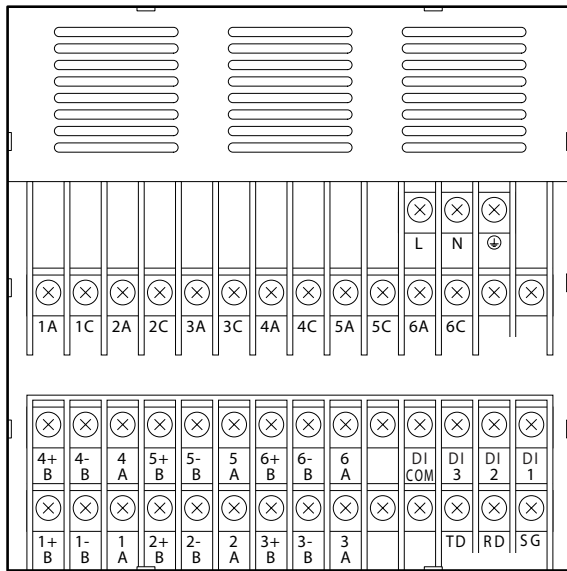 L N
1A 1C 2A 2C 3A 3C 4A 4C 5A 5C 6A 6C
4+ 4- 4 5+ 5- 5 6+ 6- 6 DI DI DI DI
B B A B B A B B A COM 3 2 1
1+ 1- 1 2+ 2- 2 3+ 3- 3 TD RD SG
B B A B B A B B A